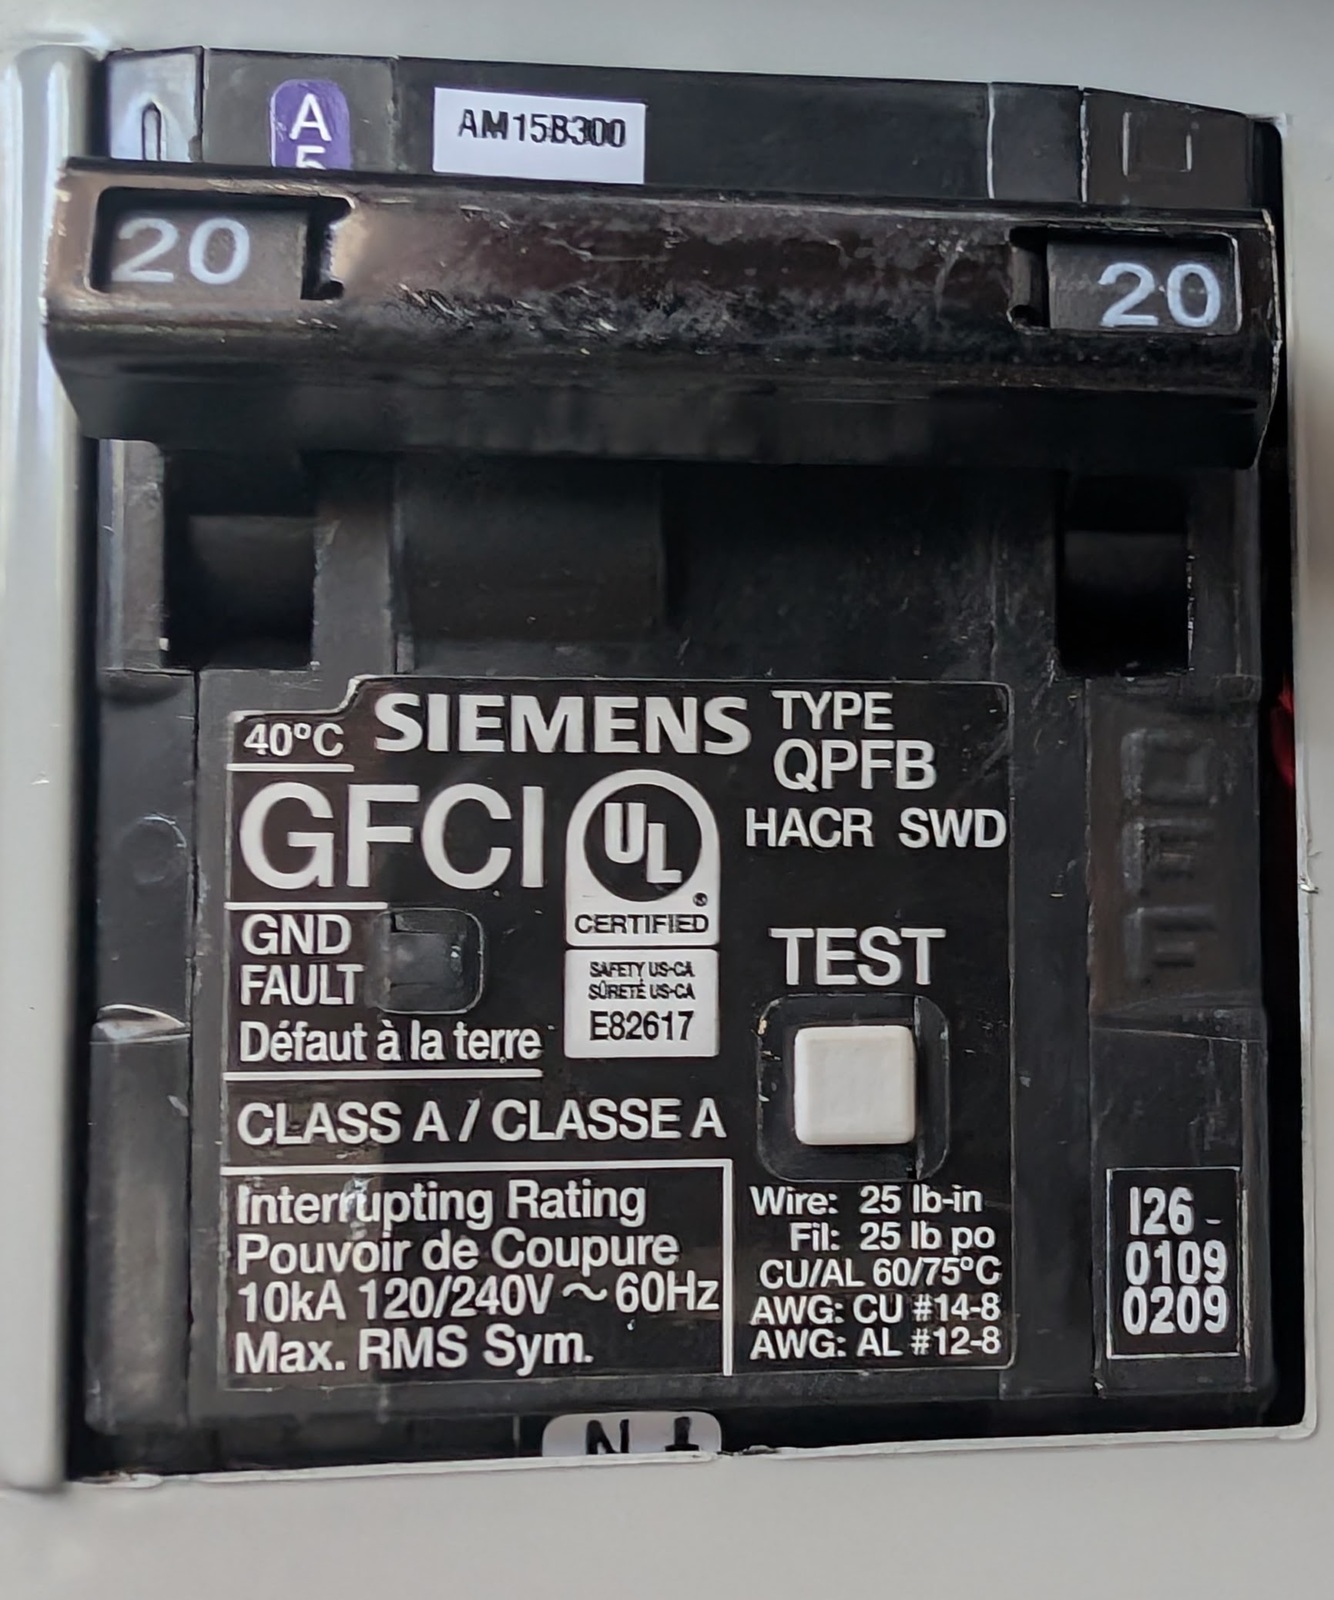 A
5
AM15B300
20
20
SIEMENS
TYPE
QPFB
40°C
GFCI
UL
®
CERTIFIED
SAFETY US-CA
SÛRETÉ US-CA
E82617
HACR SWD
GND
FAULT
Défaut à la terre
TEST
CLASS A / CLASSE A
Interrupting Rating
Pouvoir de Coupure
10kA 120/240V ~ 60Hz
Max. RMS Sym.
Wire: 25 lb-in
Fil: 25 lb po
CU/AL 60/75°C
AWG: CU #14-8
AWG: AL #12-8
I26 -
0109
0209
N